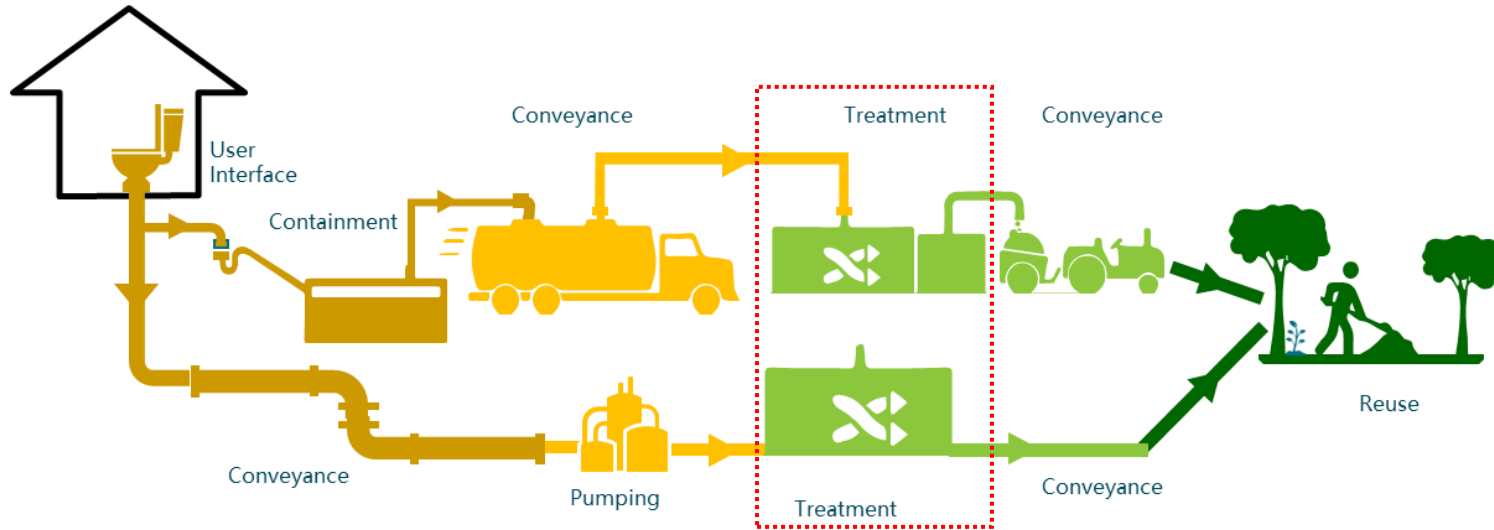 Conveyance
Treatment
Conveyance
User
Interface
Containment
Reuse
Conveyance
Pumping
Treatment
Conveyance